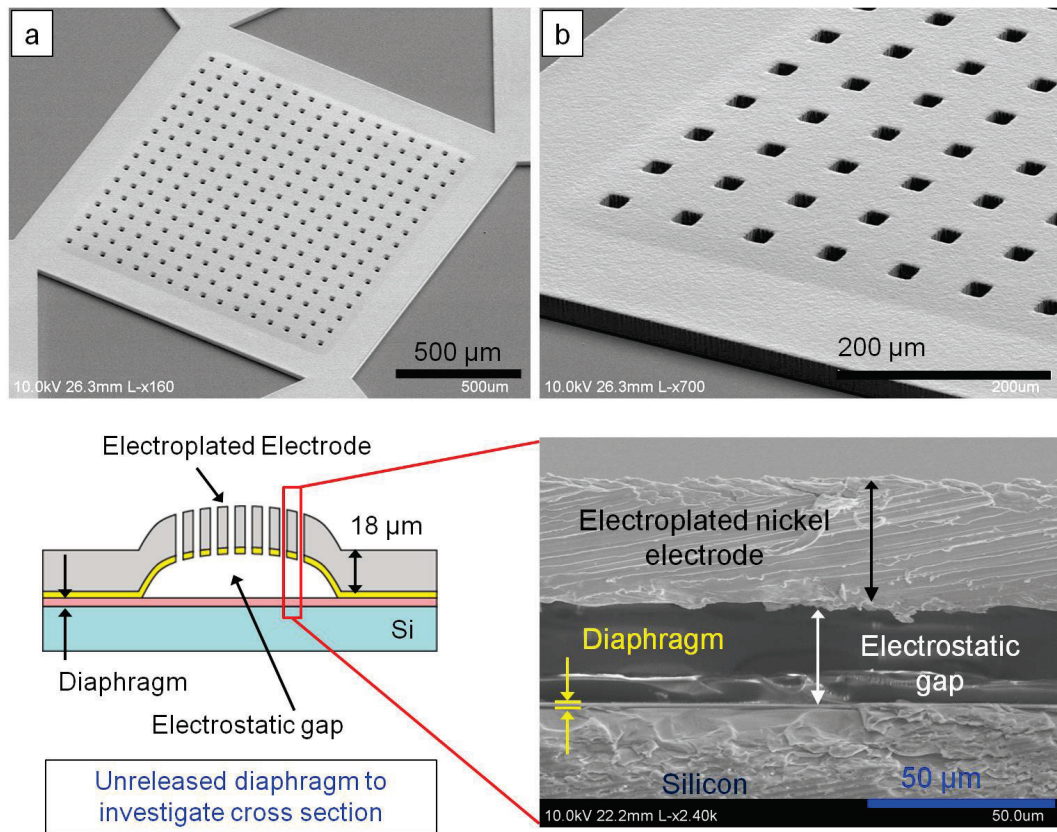 a
b
500 µm
10.0kV 26.3mm L-x160
500um
200 µm
10.0kV 26.3mm L-x700
200um
Electroplated Electrode
18 µm
Si
Diaphragm
Electrostatic gap
Unreleased diaphragm to
investigate cross section
Electroplated nickel
electrode
Diaphragm
Electrostatic
gap
Silicon
50 µm
10.0kV 22.2mm L-x2.40k
50.0um